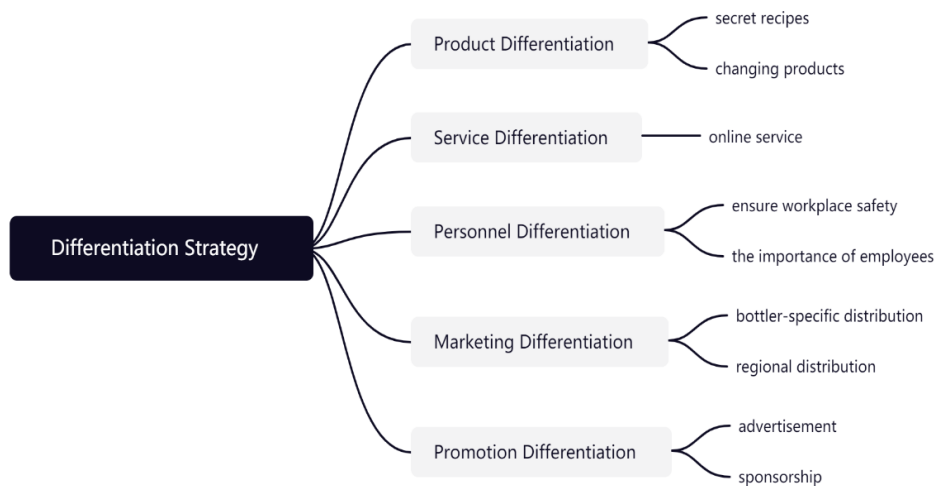 Differentiation Strategy
Product Differentiation
secret recipes
changing products
Service Differentiation
online service
Personnel Differentiation
ensure workplace safety
the importance of employees
Marketing Differentiation
bottler-specific distribution
regional distribution
Promotion Differentiation
advertisement
sponsorship